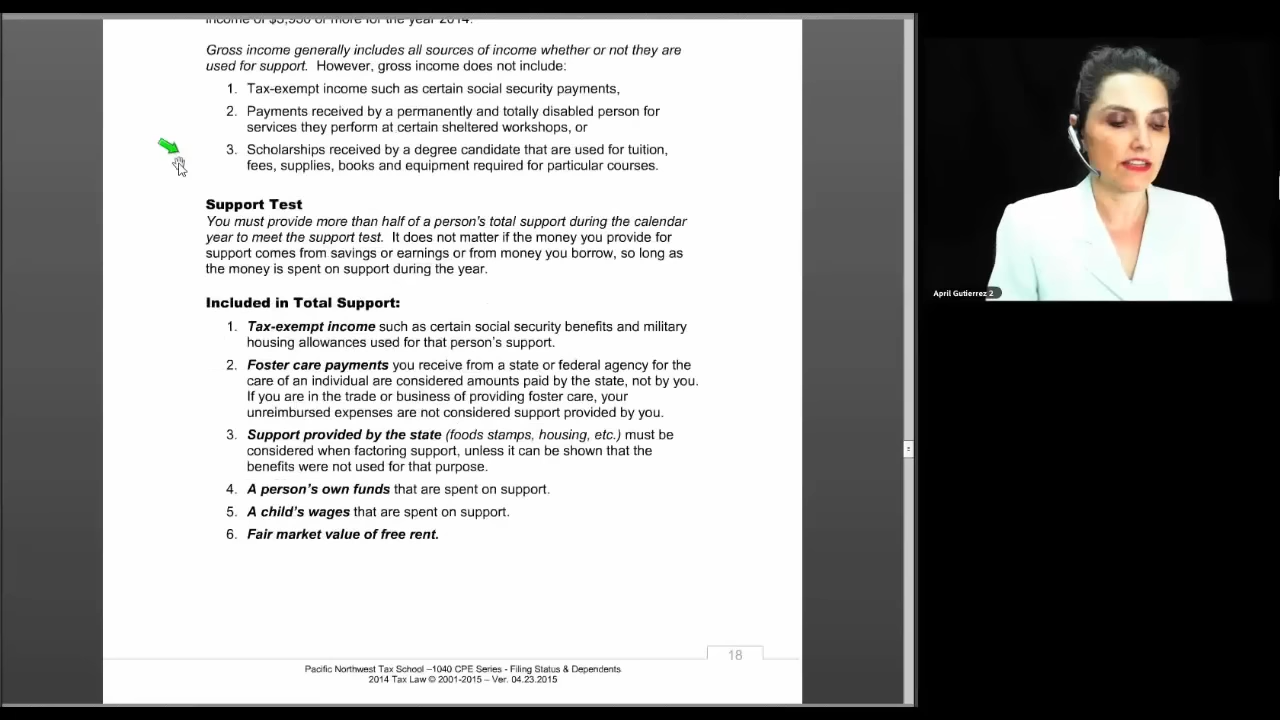 income of $3,950 or more for the year 2014.
Gross income generally includes all sources of income whether or not they are
used for support. However, gross income does not include:
1. Tax-exempt income such as certain social security payments,
2. Payments received by a permanently and totally disabled person for
services they perform at certain sheltered workshops, or
3. Scholarships received by a degree candidate that are used for tuition,
fees, supplies, books and equipment required for particular courses.
Support Test
You must provide more than half of a person's total support during the calendar
year to meet the support test. It does not matter if the money you provide for
support comes from savings or earnings or from money you borrow, so long as
the money is spent on support during the year.
Included in Total Support:
1. Tax-exempt income such as certain social security benefits and military
housing allowances used for that person's support.
2. Foster care payments you receive from a state or federal agency for the
care of an individual are considered amounts paid by the state, not by you.
If you are in the trade or business of providing foster care, your
unreimbursed expenses are not considered support provided by you.
3. Support provided by the state (foods stamps, housing, etc.) must be
considered when factoring support, unless it can be shown that the
benefits were not used for that purpose.
4. A person's own funds that are spent on support.
5. A child's wages that are spent on support.
6. Fair market value of free rent.
18
Pacific Northwest Tax School –1040 CPE Series - Filing Status & Dependents
2014 Tax Law © 2001-2015 – Ver. 04.23.2015
April Gutierrez 2